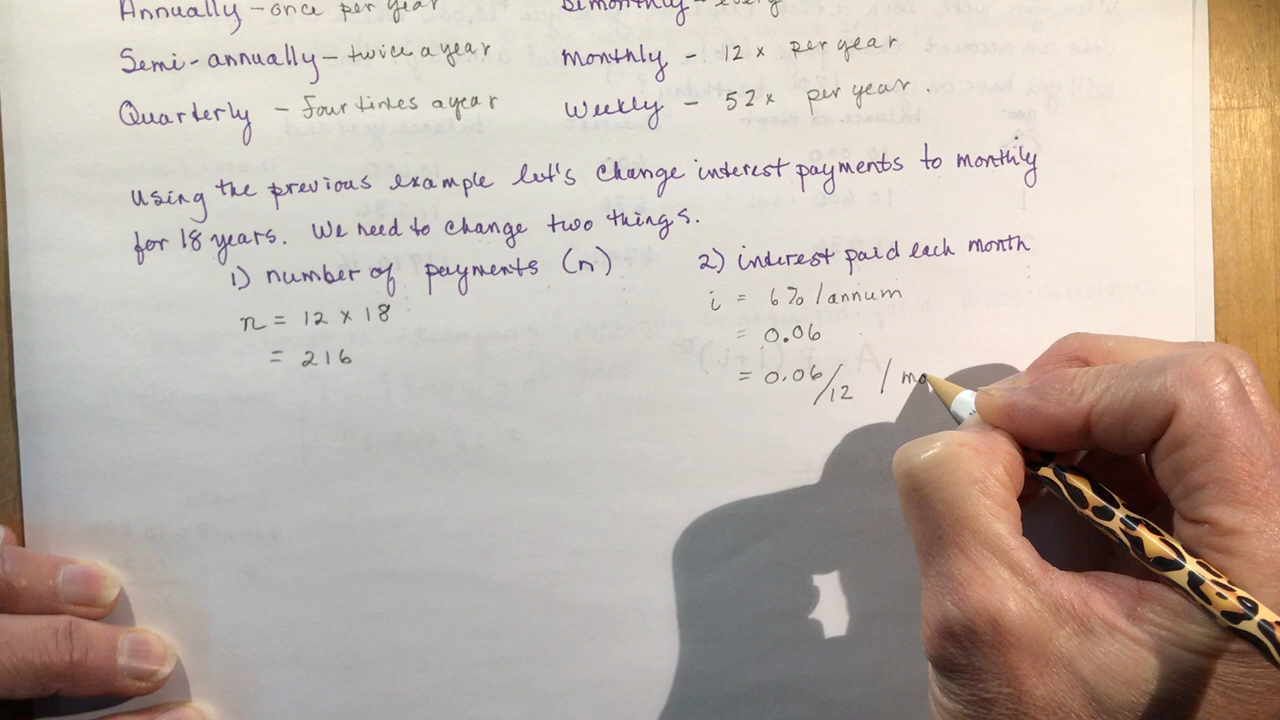 Annually - once per year
Semi-annually - twice a year
Quarterly - Four times a year
Bimonthly - every
Monthly - 12 x per year
Weekly - 52 x per year.
Using the previous example let's change interest payments to monthly
for 18 years. We need to change two things.
1) number of payments (n)
n = 12 x 18
= 216
2) interest paid each month
i = 6% / annum
= 0.06
= 0.06/12 / mo